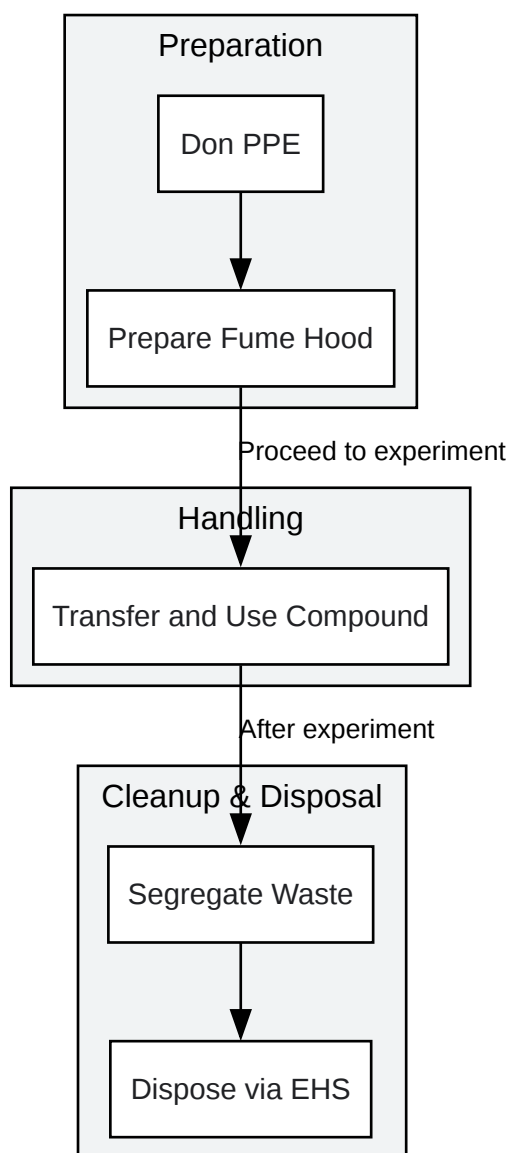 Preparation
Don PPE
Prepare Fume Hood
Proceed to experiment
Handling
Transfer and Use Compound
After experiment
Cleanup & Disposal
Segregate Waste
Dispose via EHS